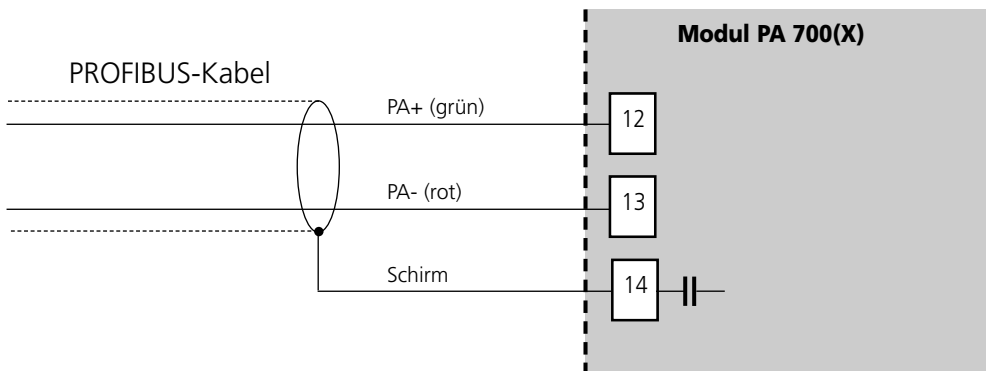 Modul PA 700(X)
PROFIBUS-Kabel
PA+ (grün)
12
PA- (rot)
13
Schirm
14